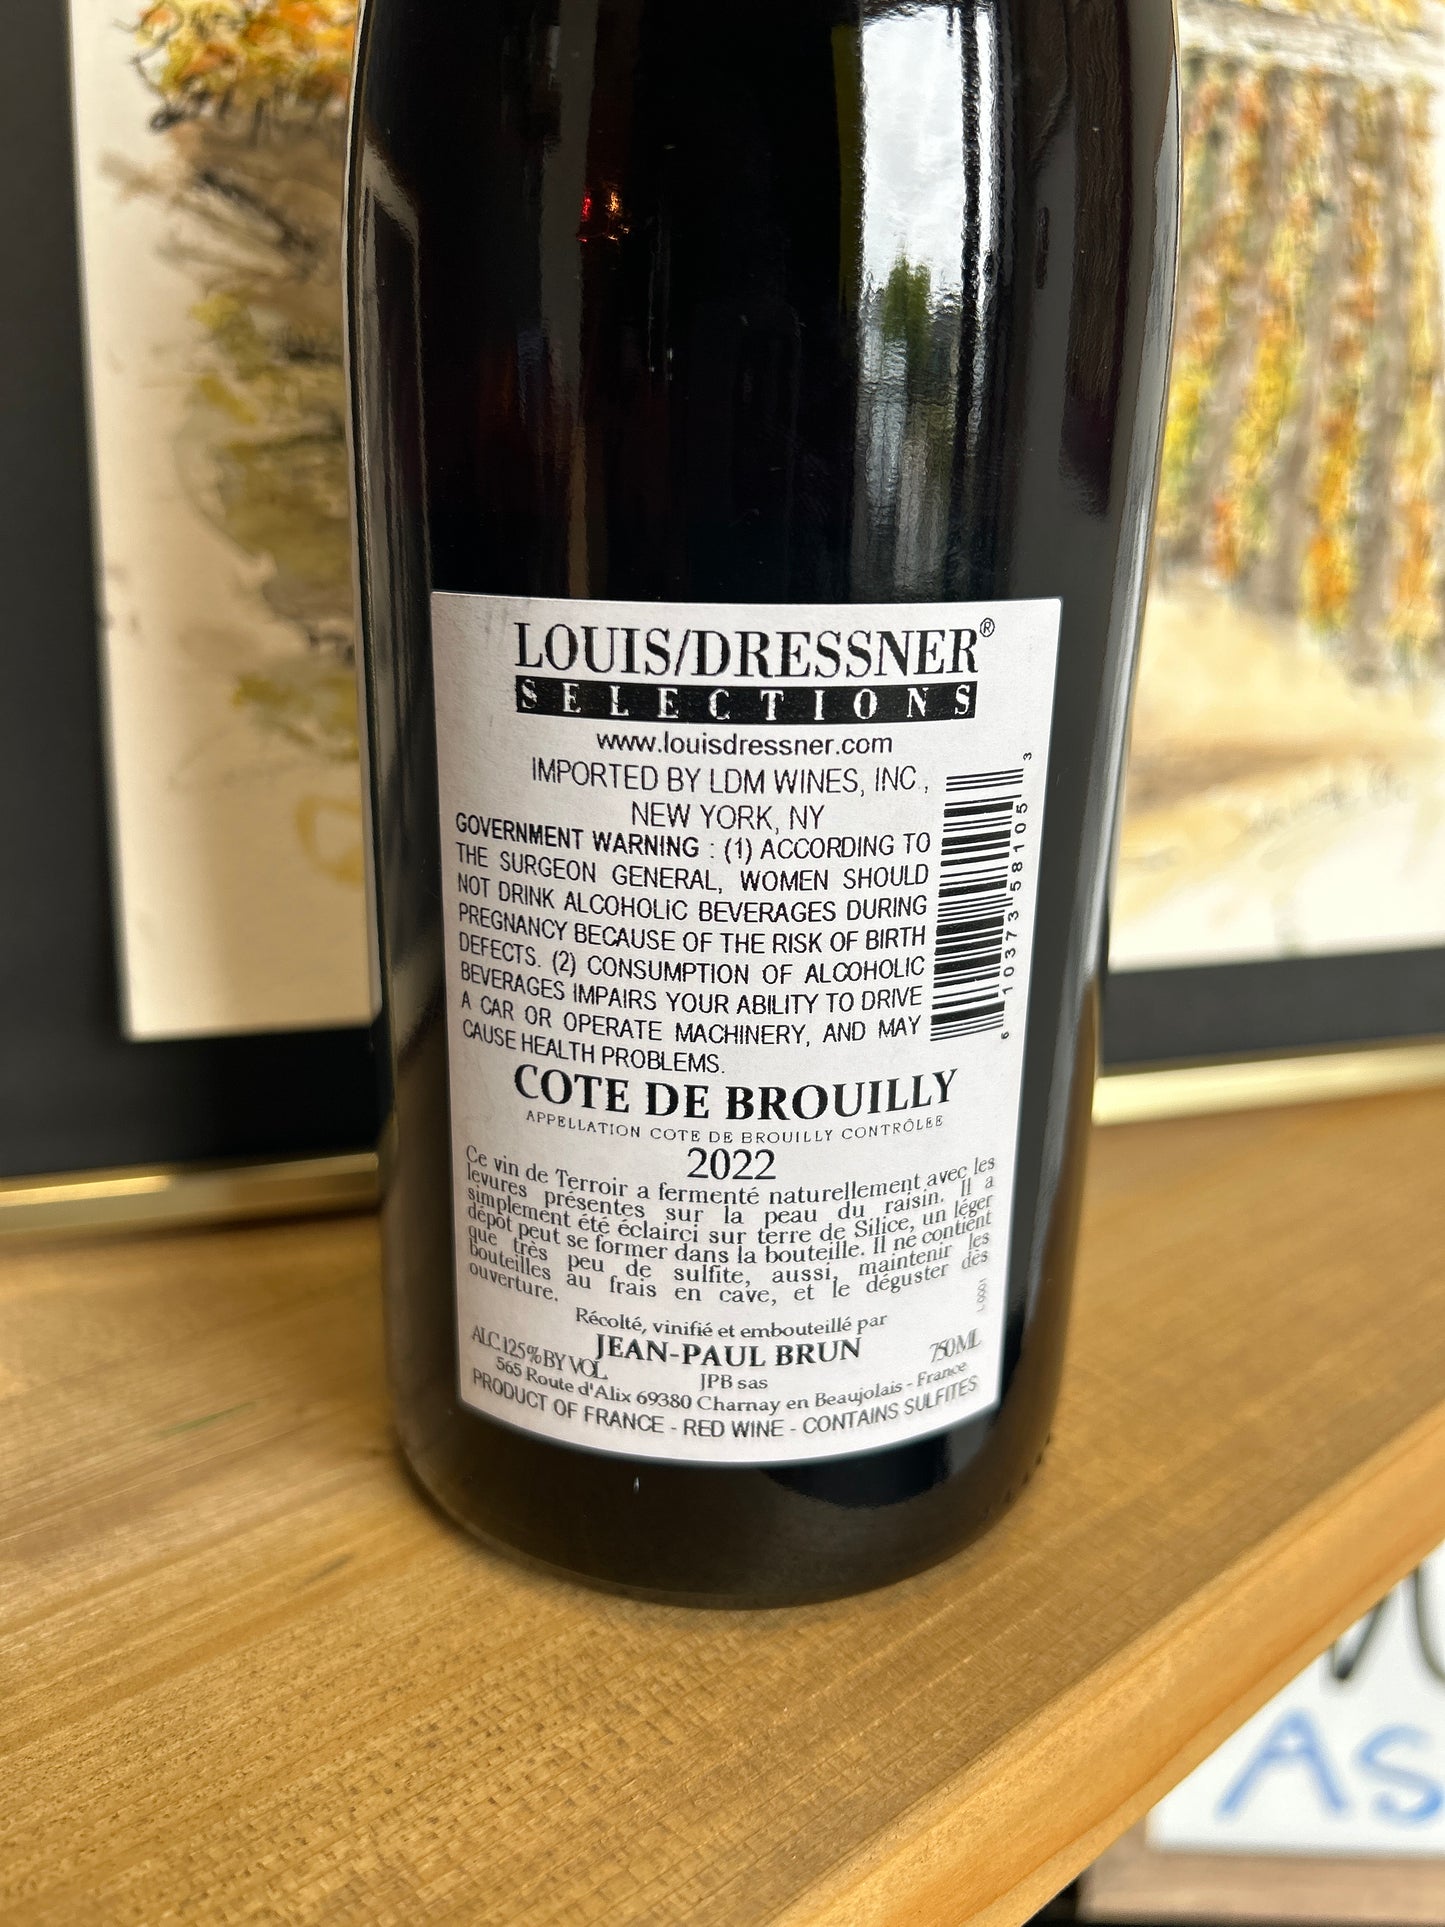 LOUIS/DRESSNER®
SELECTIONS
www.louisdressner.com
IMPORTED BY LDM WINES, INC.,
NEW YORK, NY
GOVERNMENT WARNING : (1) ACCORDING TO
THE SURGEON GENERAL, WOMEN SHOULD
NOT DRINK ALCOHOLIC BEVERAGES DURING
PREGNANCY BECAUSE OF THE RISK OF BIRTH
DEFECTS. (2) CONSUMPTION OF ALCOHOLIC
BEVERAGES IMPAIRS YOUR ABILITY TO DRIVE
A CAR OR OPERATE MACHINERY, AND MAY
CAUSE HEALTH PROBLEMS.
6 10373 58105 3
COTE DE BROUILLY
APPELLATION COTE DE BROUILLY CONTRÔLEE
2022
Ce vin de Terroir a fermenté naturellement avec les
levures présentes sur la peau du raisin. Il a
simplement été éclairci sur terre de Silice, un léger
dépôt peut se former dans la bouteille. Il ne contient
que très peu de sulfite, aussi, maintenir les
bouteilles au frais en cave, et le déguster dès
ouverture.
Récolté, vinifié et embouteillé par
ALC.12.5% BY VOL JEAN-PAUL BRUN 750ML
JPB sas
565 Route d'Alix 69380 Charnay en Beaujolais - France
PRODUCT OF FRANCE - RED WINE - CONTAINS SULFITES
AS